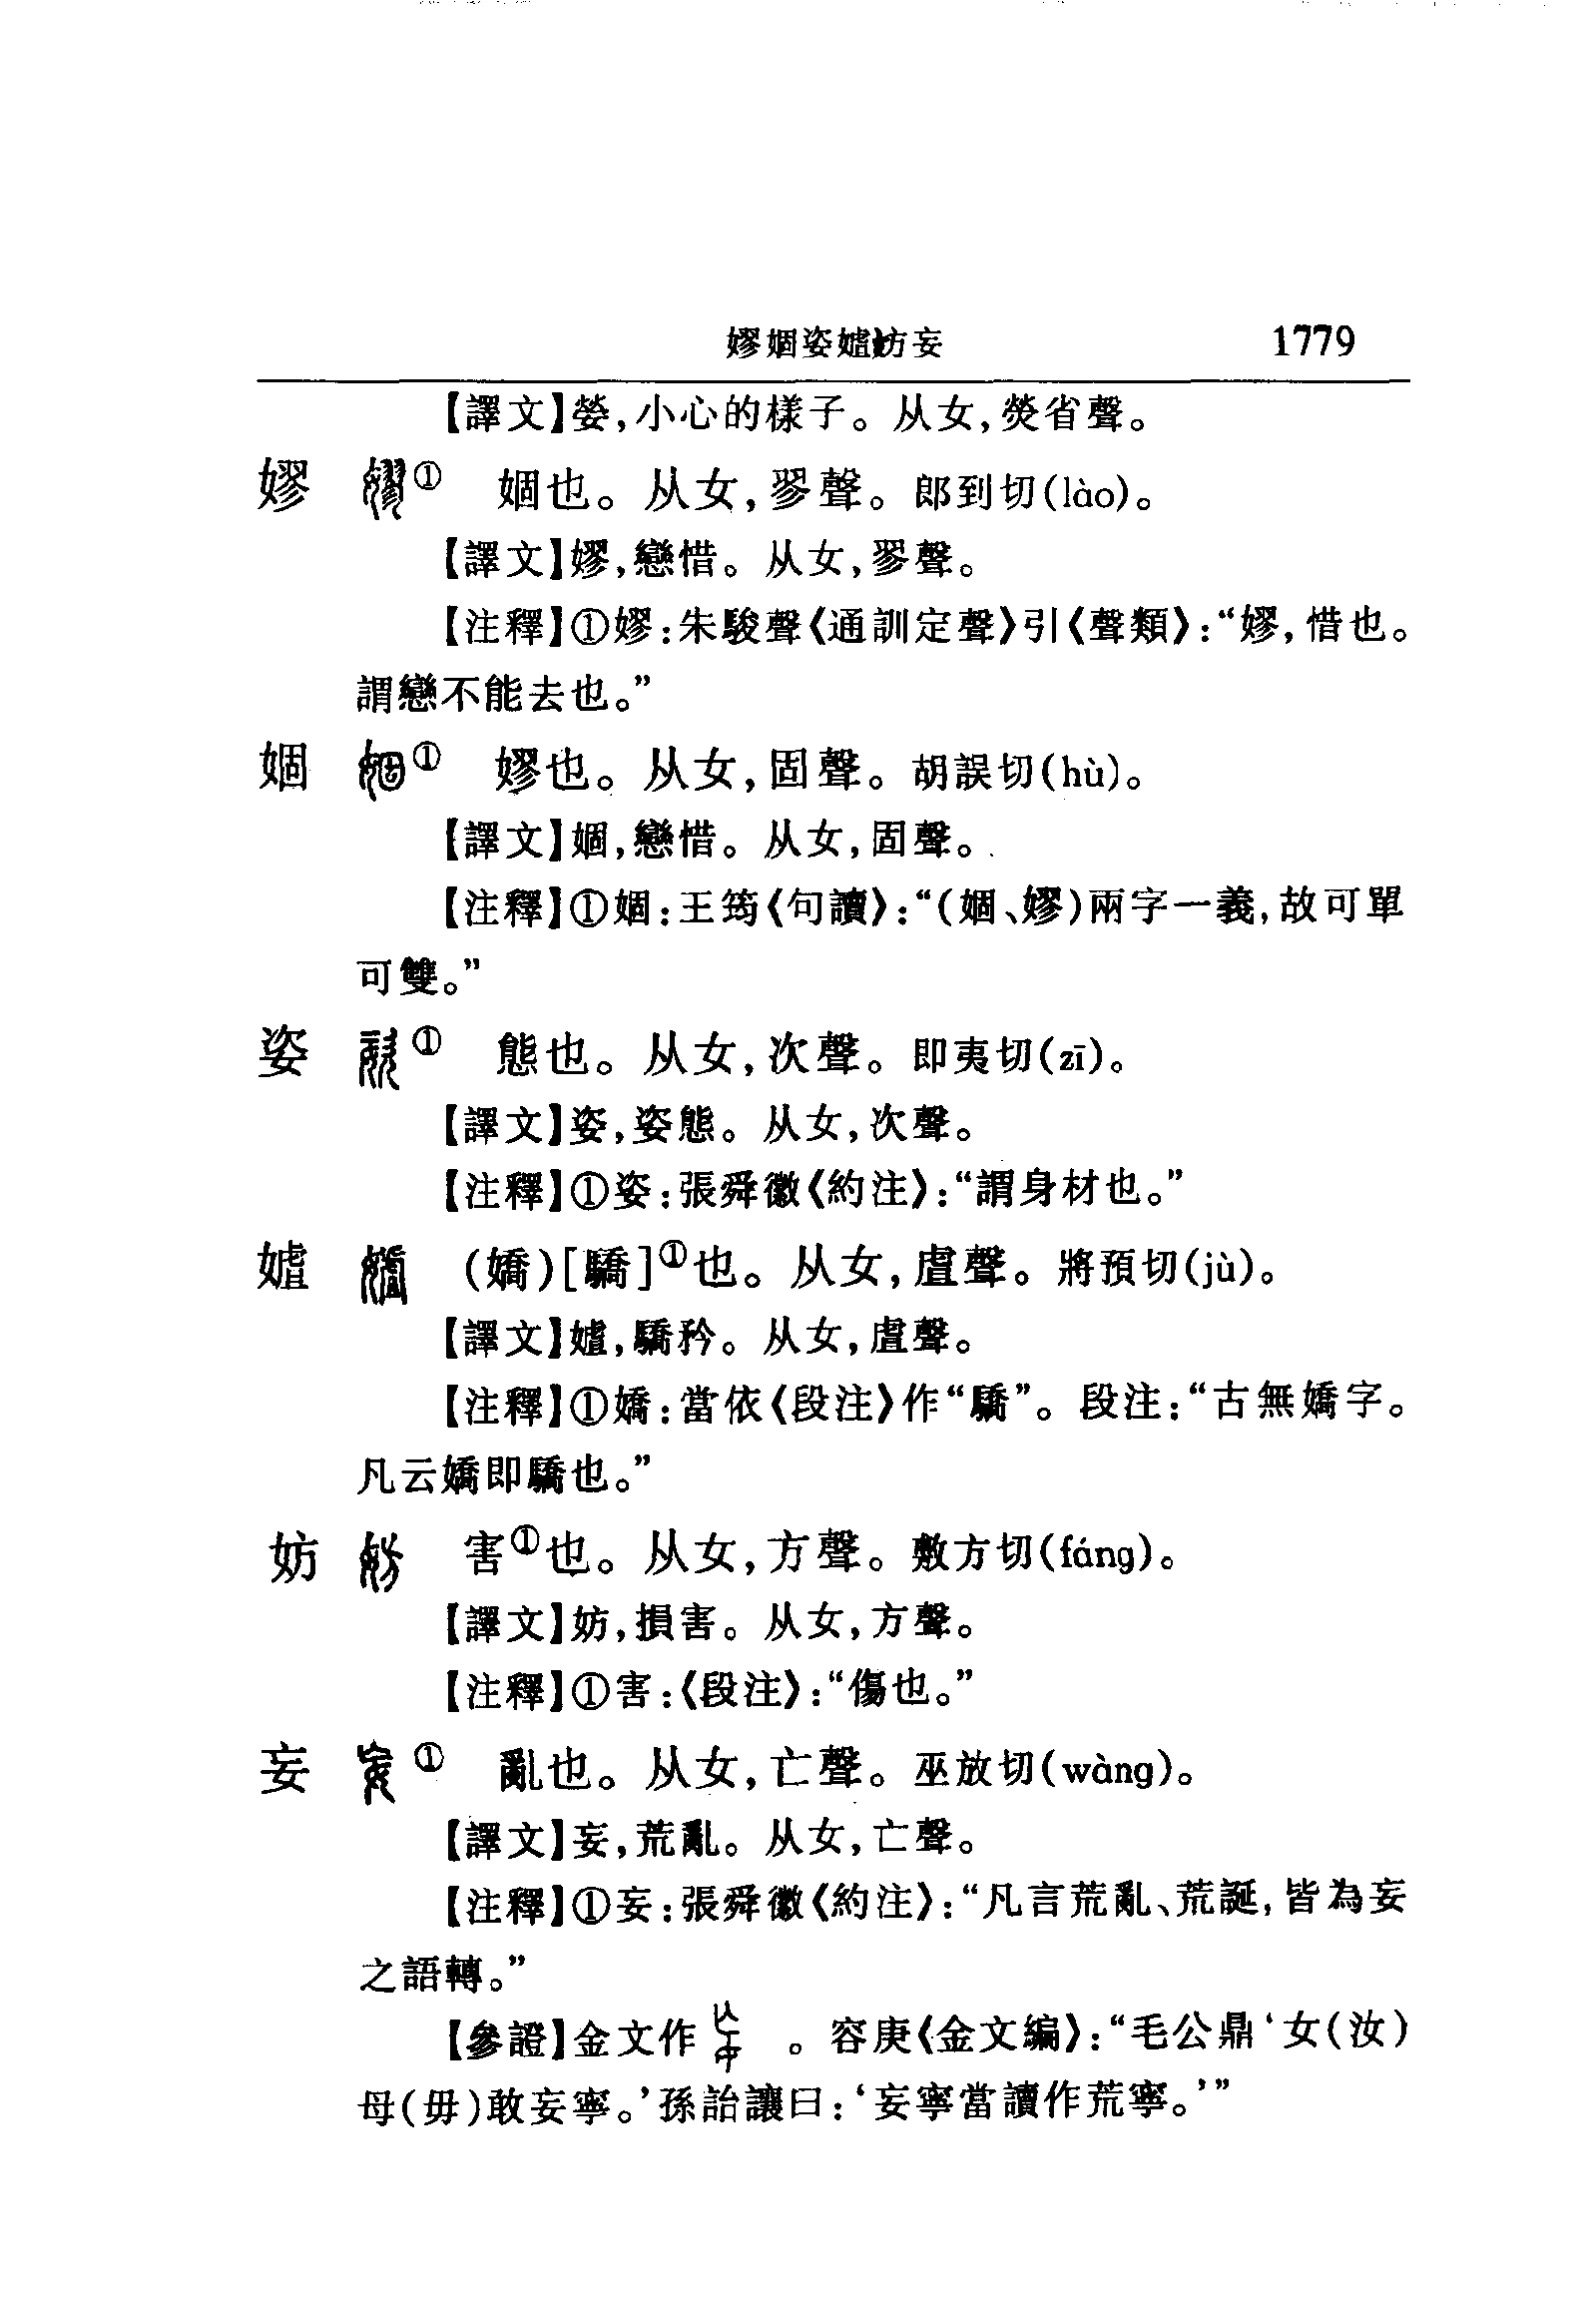 嫪婟姿㜘妨妄 1779
【譯文】嫈,小心的樣子。从女,熒省聲。
嫪 ① 婟也。从女,翏聲。郎到切(lào)。
【譯文】嫪,戀惜。从女,翏聲。
【注釋】①嫪:朱駿聲《通訓定聲》引《聲類》:“嫪,惜也。
謂戀不能去也。”
婟 ① 嫪也。从女,固聲。胡誤切(hù)。
【譯文】婟,戀惜。从女,固聲。
【注釋】①婟:王筠《句讀》:“(婟、嫪)兩字一義,故可單
可雙。”
姿 ① 態也。从女,次聲。即夷切(zī)。
【譯文】姿,姿態。从女,次聲。
【注釋】①姿:張舜徽《約注》:“謂身材也。”
㜘 (嬌)[驕]①也。从女,虘聲。將預切(jù)。
【譯文】㜘,驕矜。从女,虘聲。
【注釋】①嬌:當依《段注》作“驕”。段注:“古無嬌字。
凡云嬌即驕也。”
妨 害①也。从女,方聲。敷方切(fáng)。
【譯文】妨,損害。从女,方聲。
【注釋】①害:《段注》:“傷也。”
妄 ① 亂也。从女,亡聲。巫放切(wàng)。
【譯文】妄,荒亂。从女,亡聲。
【注釋】①妄:張舜徽《約注》:“凡言荒亂、荒誕,皆為妄
之語轉。”
【參證】金文作 。容庚《金文編》:“毛公鼎‘女(汝)
母(毋)敢妄寧。’孫詒讓曰:‘妄寧當讀作荒寧。’”